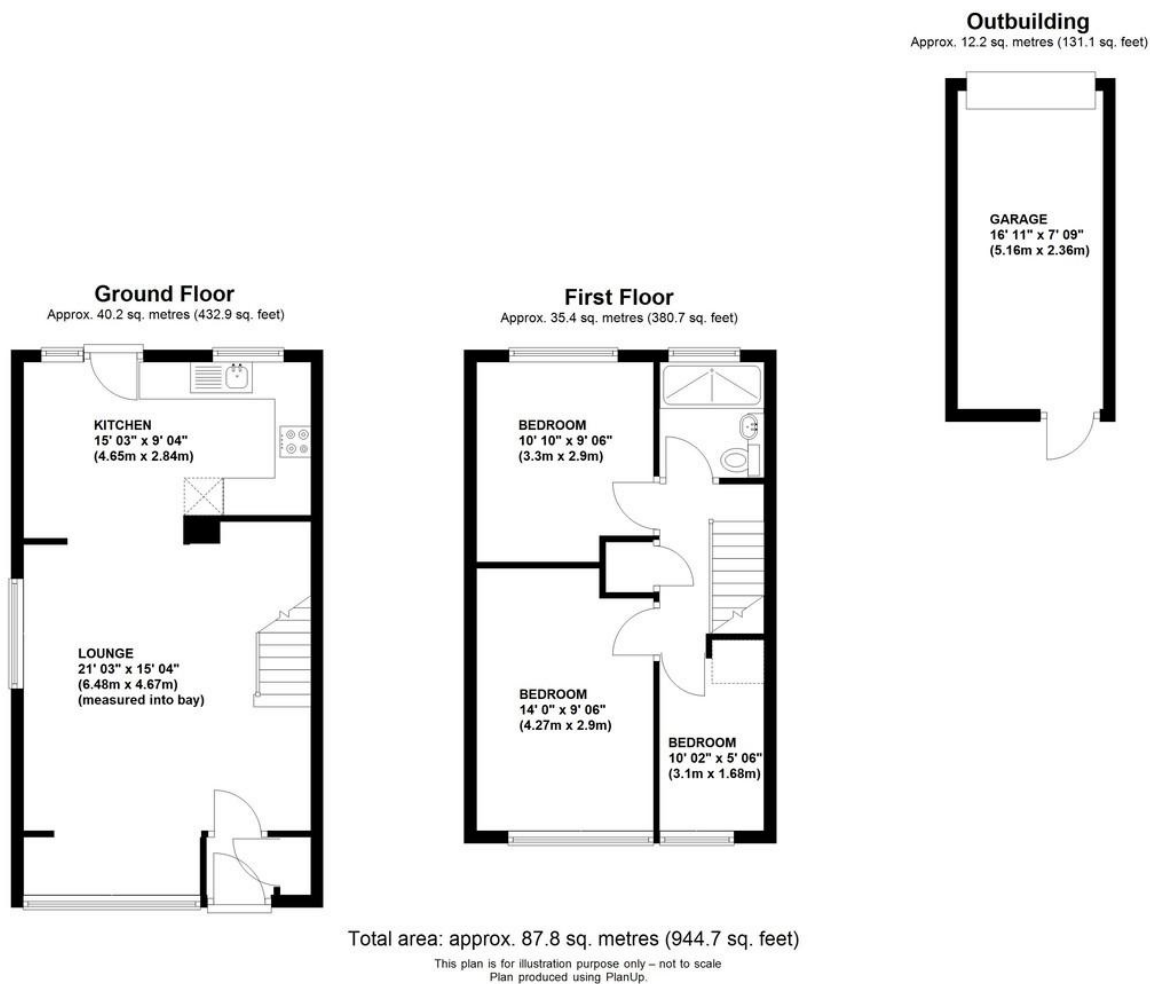 Outbuilding
Approx. 12.2 sq. metres (131.1 sq. feet)
GARAGE
16' 11" x 7' 09"
(5.16m x 2.36m)
Ground Floor
Approx. 40.2 sq. metres (432.9 sq. feet)
KITCHEN
15' 03" x 9' 04"
(4.65m x 2.84m)
LOUNGE
21' 03" x 15' 04"
(6.48m x 4.67m)
(measured into bay)
First Floor
Approx. 35.4 sq. metres (380.7 sq. feet)
BEDROOM
10' 10" x 9' 06"
(3.3m x 2.9m)
BEDROOM
14' 0" x 9' 06"
(4.27m x 2.9m)
BEDROOM
10' 02" x 5' 06"
(3.1m x 1.68m)
Total area: approx. 87.8 sq. metres (944.7 sq. feet)
This plan is for illustration purpose only – not to scale
Plan produced using PlanUp.